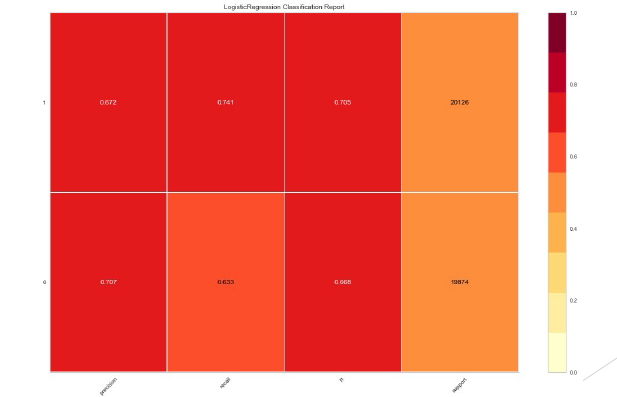 LogisticRegression Classification Report
1.0
0.8
1 0.672 0.741 0.705 20126
0.6
0.4
0 0.707 0.633 0.668 19874
0.2
0.0
precision recall f1 support